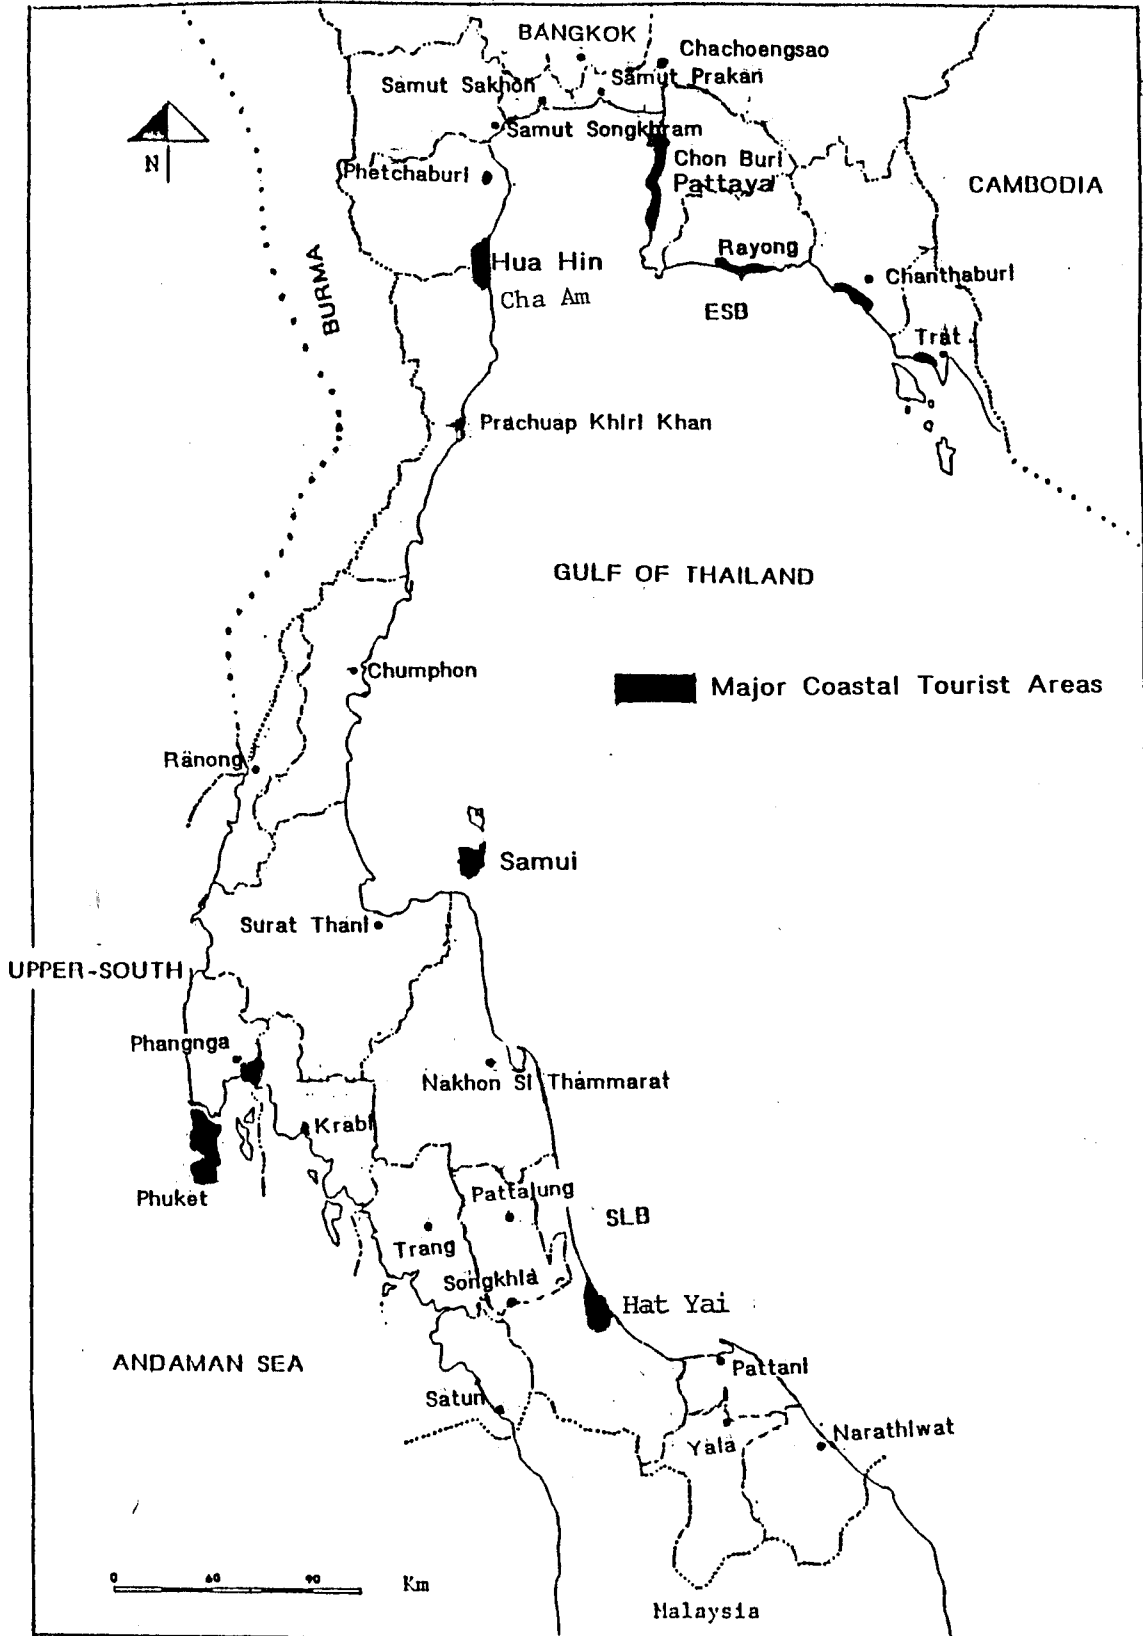 BANGKOK
Chachoengsao
Samut Sakhon
Samut Prakan
Samut Songkhram
N
Phetchaburi
Chon Buri
Pattaya
CAMBODIA
Rayong
Hua Hin
Chanthaburi
Cha Am
BURMA
ESB
Trat
Prachuap Khiri Khan
GULF OF THAILAND
Chumphon
Major Coastal Tourist Areas
Ranong
Samui
Surat Thani
UPPER-SOUTH
Phangnga
Nakhon Si Thammarat
Krabi
Phuket
Pattalung
SLB
Trang
Songkhla
Hat Yai
ANDAMAN SEA
Pattani
Satun
Narathiwat
Yala
0 60 90 Km
Malaysia